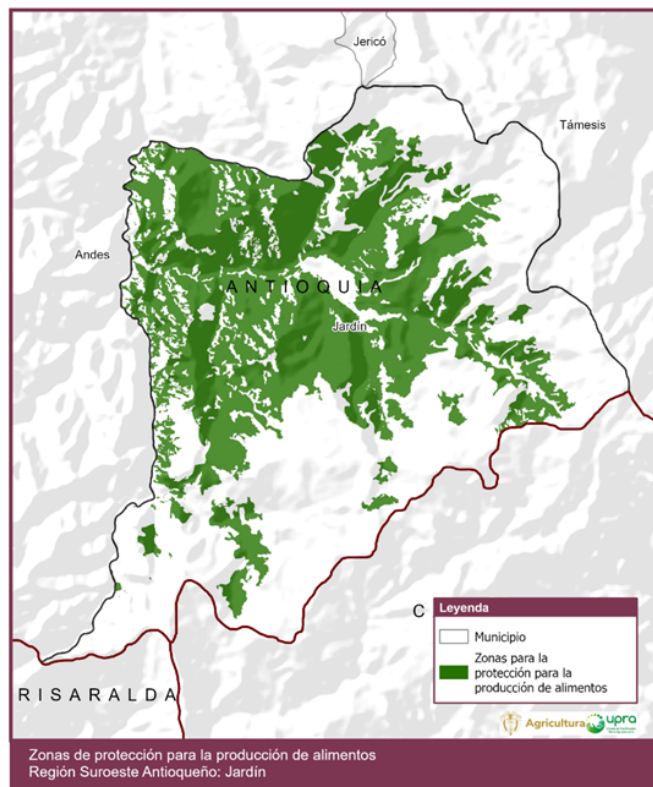 Jericó
Támesis
Andes
ANTIOQUIA
Jardín
C
RISARALDA
Leyenda
Municipio
Zonas para la
protección para la
producción de alimentos
Agricultura
upra
Zonas de protección para la producción de alimentos
Región Suroeste Antioqueño: Jardín